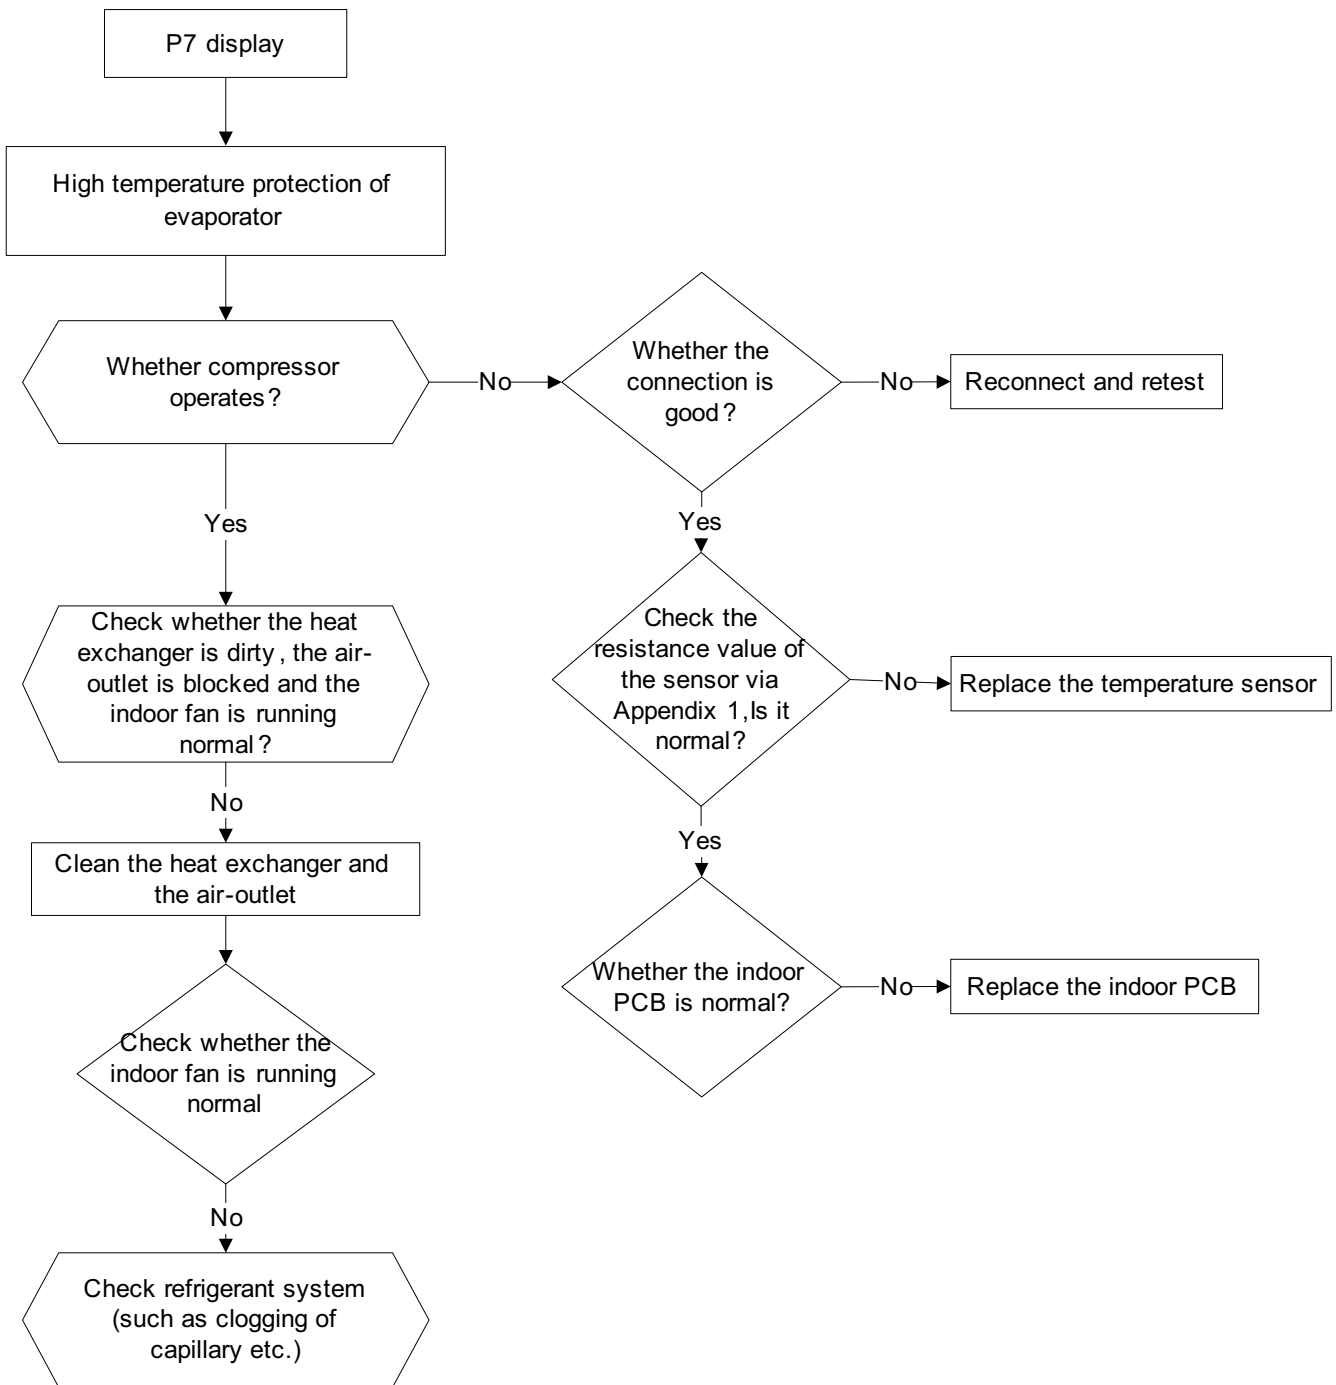 P7 display
High temperature protection of
evaporator
Whether compressor
operates?
No
Whether the
connection is
good?
No
Reconnect and retest
Yes
Yes
Check whether the heat
exchanger is dirty, the air-
outlet is blocked and the
indoor fan is running
normal?
Check the
resistance value of
the sensor via
Appendix 1,Is it
normal?
No
Replace the temperature sensor
No
Yes
Clean the heat exchanger and
the air-outlet
Whether the indoor
PCB is normal?
No
Replace the indoor PCB
Check whether the
indoor fan is running
normal
No
Check refrigerant system
(such as clogging of
capillary etc.)